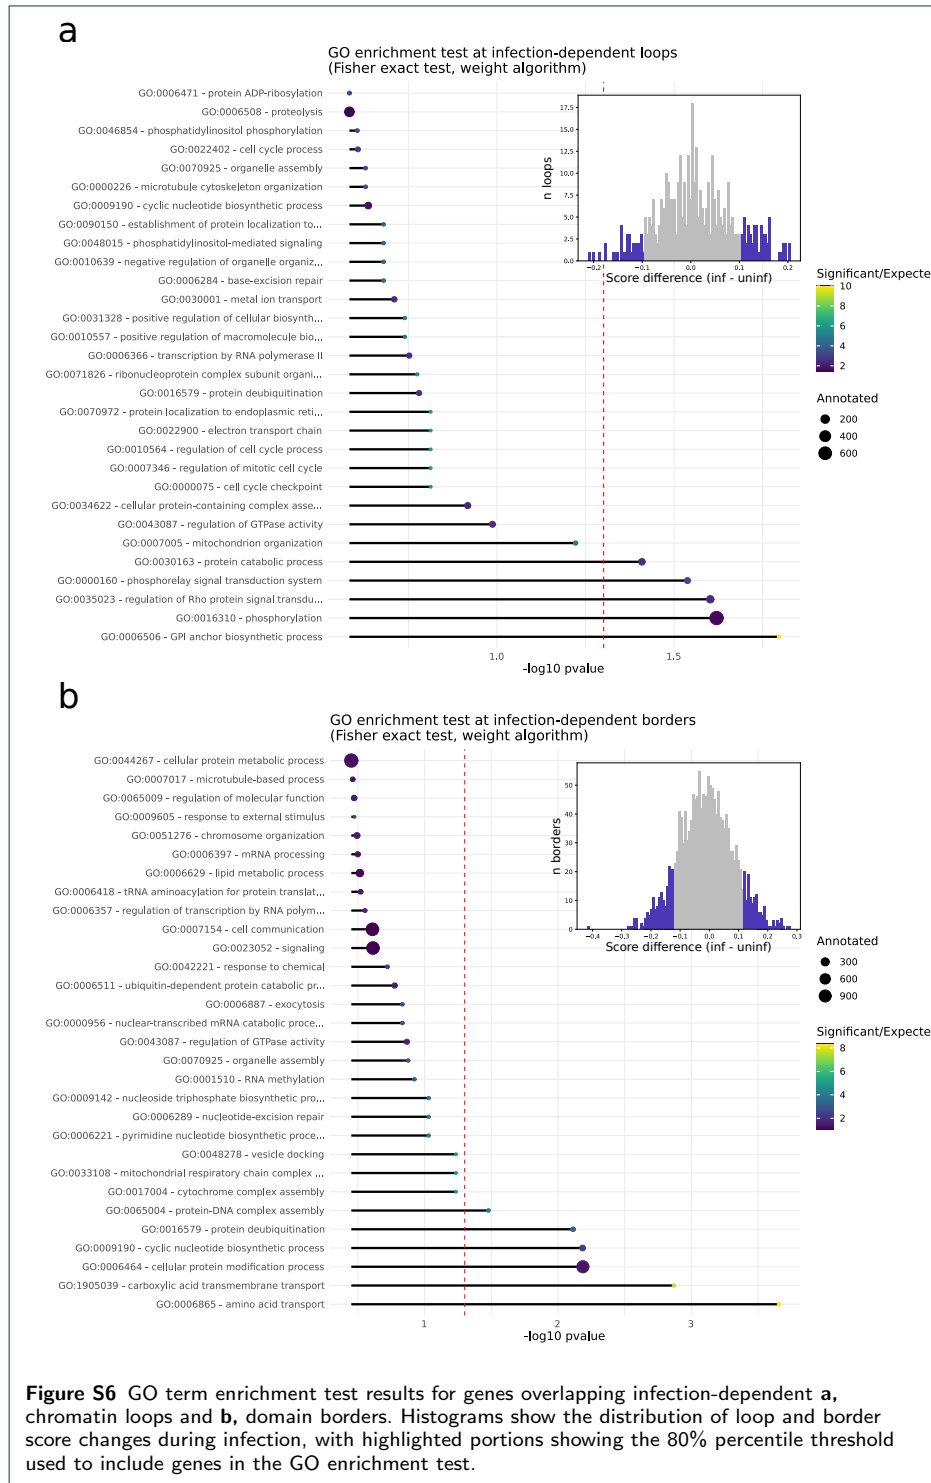 a
GO enrichment test at infection-dependent loops
(Fisher exact test, weight algorithm)
GO:0006471 - protein ADP-ribosylation
GO:0006508 - proteolysis
GO:0046854 - phosphatidylinositol phosphorylation
GO:0022402 - cell cycle process
GO:0070925 - organelle assembly
GO:0000226 - microtubule cytoskeleton organization
GO:0009190 - cyclic nucleotide biosynthetic process
GO:0090150 - establishment of protein localization to...
GO:0048015 - phosphatidylinositol-mediated signaling
GO:0010639 - negative regulation of organelle organiz...
GO:0006284 - base-excision repair
GO:0030001 - metal ion transport
GO:0031328 - positive regulation of cellular biosynth...
GO:0010557 - positive regulation of macromolecule bio...
GO:0006366 - transcription by RNA polymerase II
GO:0071826 - ribonucleoprotein complex subunit organi...
GO:0016579 - protein deubiquitination
GO:0070972 - protein localization to endoplasmic reti...
GO:0022900 - electron transport chain
GO:0010564 - regulation of cell cycle process
GO:0007346 - regulation of mitotic cell cycle
GO:0000075 - cell cycle checkpoint
GO:0034622 - cellular protein-containing complex asse...
GO:0043087 - regulation of GTPase activity
GO:0007005 - mitochondrion organization
GO:0030163 - protein catabolic process
GO:0000160 - phosphorelay signal transduction system
GO:0035023 - regulation of Rho protein signal transdu...
GO:0016310 - phosphorylation
GO:0006506 - GPI anchor biosynthetic process
1.0 1.5
-log10 pvalue
n loops
17.5
15.0
12.5
10.0
7.5
5.0
2.5
0.0
−0.2 −0.1 0.0 0.1 0.2
Score difference (inf - uninf)
Significant/Expecte
10
8
6
4
2
Annotated
200
400
600
b
GO enrichment test at infection-dependent borders
(Fisher exact test, weight algorithm)
GO:0044267 - cellular protein metabolic process
GO:0007017 - microtubule-based process
GO:0065009 - regulation of molecular function
GO:0009605 - response to external stimulus
GO:0051276 - chromosome organization
GO:0006397 - mRNA processing
GO:0006629 - lipid metabolic process
GO:0006418 - tRNA aminoacylation for protein translat...
GO:0006357 - regulation of transcription by RNA polym...
GO:0007154 - cell communication
GO:0023052 - signaling
GO:0042221 - response to chemical
GO:0006511 - ubiquitin-dependent protein catabolic pr...
GO:0006887 - exocytosis
GO:0000956 - nuclear-transcribed mRNA catabolic proce...
GO:0043087 - regulation of GTPase activity
GO:0070925 - organelle assembly
GO:0001510 - RNA methylation
GO:0009142 - nucleoside triphosphate biosynthetic pro...
GO:0006289 - nucleotide-excision repair
GO:0006221 - pyrimidine nucleotide biosynthetic proce...
GO:0048278 - vesicle docking
GO:0033108 - mitochondrial respiratory chain complex ...
GO:0017004 - cytochrome complex assembly
GO:0065004 - protein-DNA complex assembly
GO:0016579 - protein deubiquitination
GO:0009190 - cyclic nucleotide biosynthetic process
GO:0006464 - cellular protein modification process
GO:1905039 - carboxylic acid transmembrane transport
GO:0006865 - amino acid transport
1 2 3
-log10 pvalue
n borders
50
40
30
20
10
0
−0.4 −0.3 −0.2 −0.1 0.0 0.1 0.2 0.3
Score difference (inf - uninf)
Annotated
300
600
900
Significant/Expecte
8
6
4
2
Figure S6 GO term enrichment test results for genes overlapping infection-dependent a,
chromatin loops and b, domain borders. Histograms show the distribution of loop and border
score changes during infection, with highlighted portions showing the 80% percentile threshold
used to include genes in the GO enrichment test.